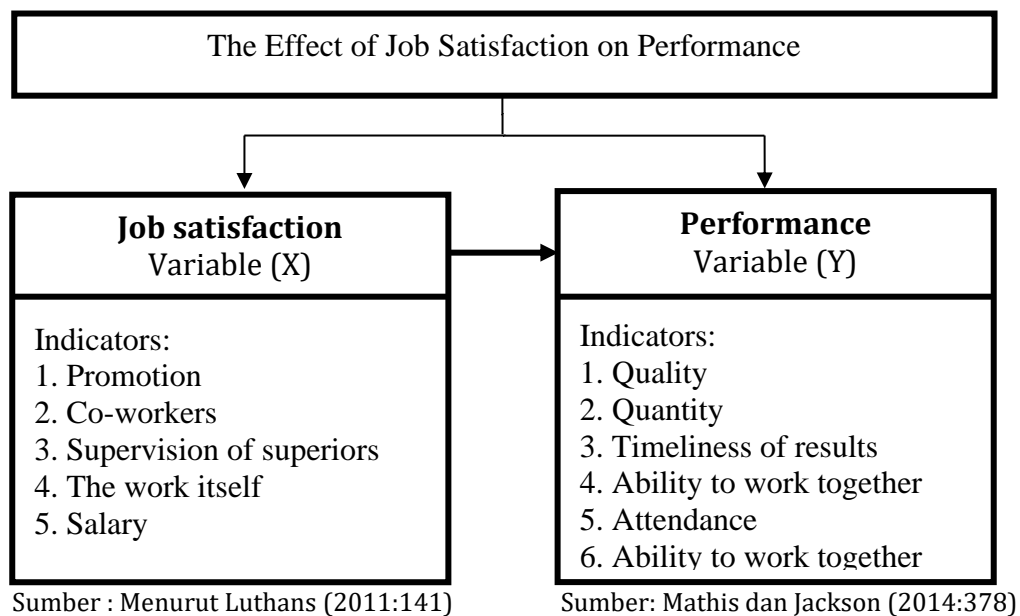 The Effect of Job Satisfaction on Performance
Job satisfaction
Variable (X)
Indicators:
1. Promotion
2. Co-workers
3. Supervision of superiors
4. The work itself
5. Salary
Sumber : Menurut Luthans (2011:141)
Performance
Variable (Y)
Indicators:
1. Quality
2. Quantity
3. Timeliness of results
4. Ability to work together
5. Attendance
6. Ability to work together
Sumber: Mathis dan Jackson (2014:378)